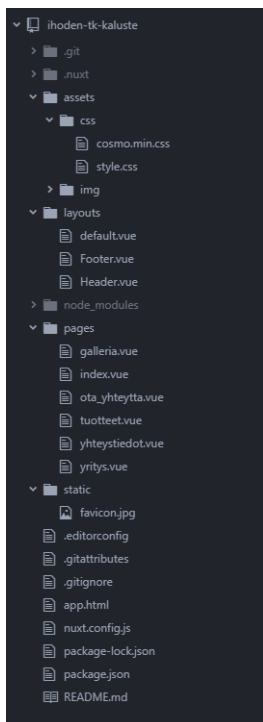 ihoden-tk-kaluste
.git
.nuxt
assets
css
cosmo.min.css
style.css
img
layouts
default.vue
Footer.vue
Header.vue
node_modules
pages
galleria.vue
index.vue
ota_yhteytta.vue
tuotteet.vue
yhteystiedot.vue
yritys.vue
static
favicon.jpg
.editorconfig
.gitattributes
.gitignore
app.html
nuxt.config.js
package-lock.json
package.json
README.md